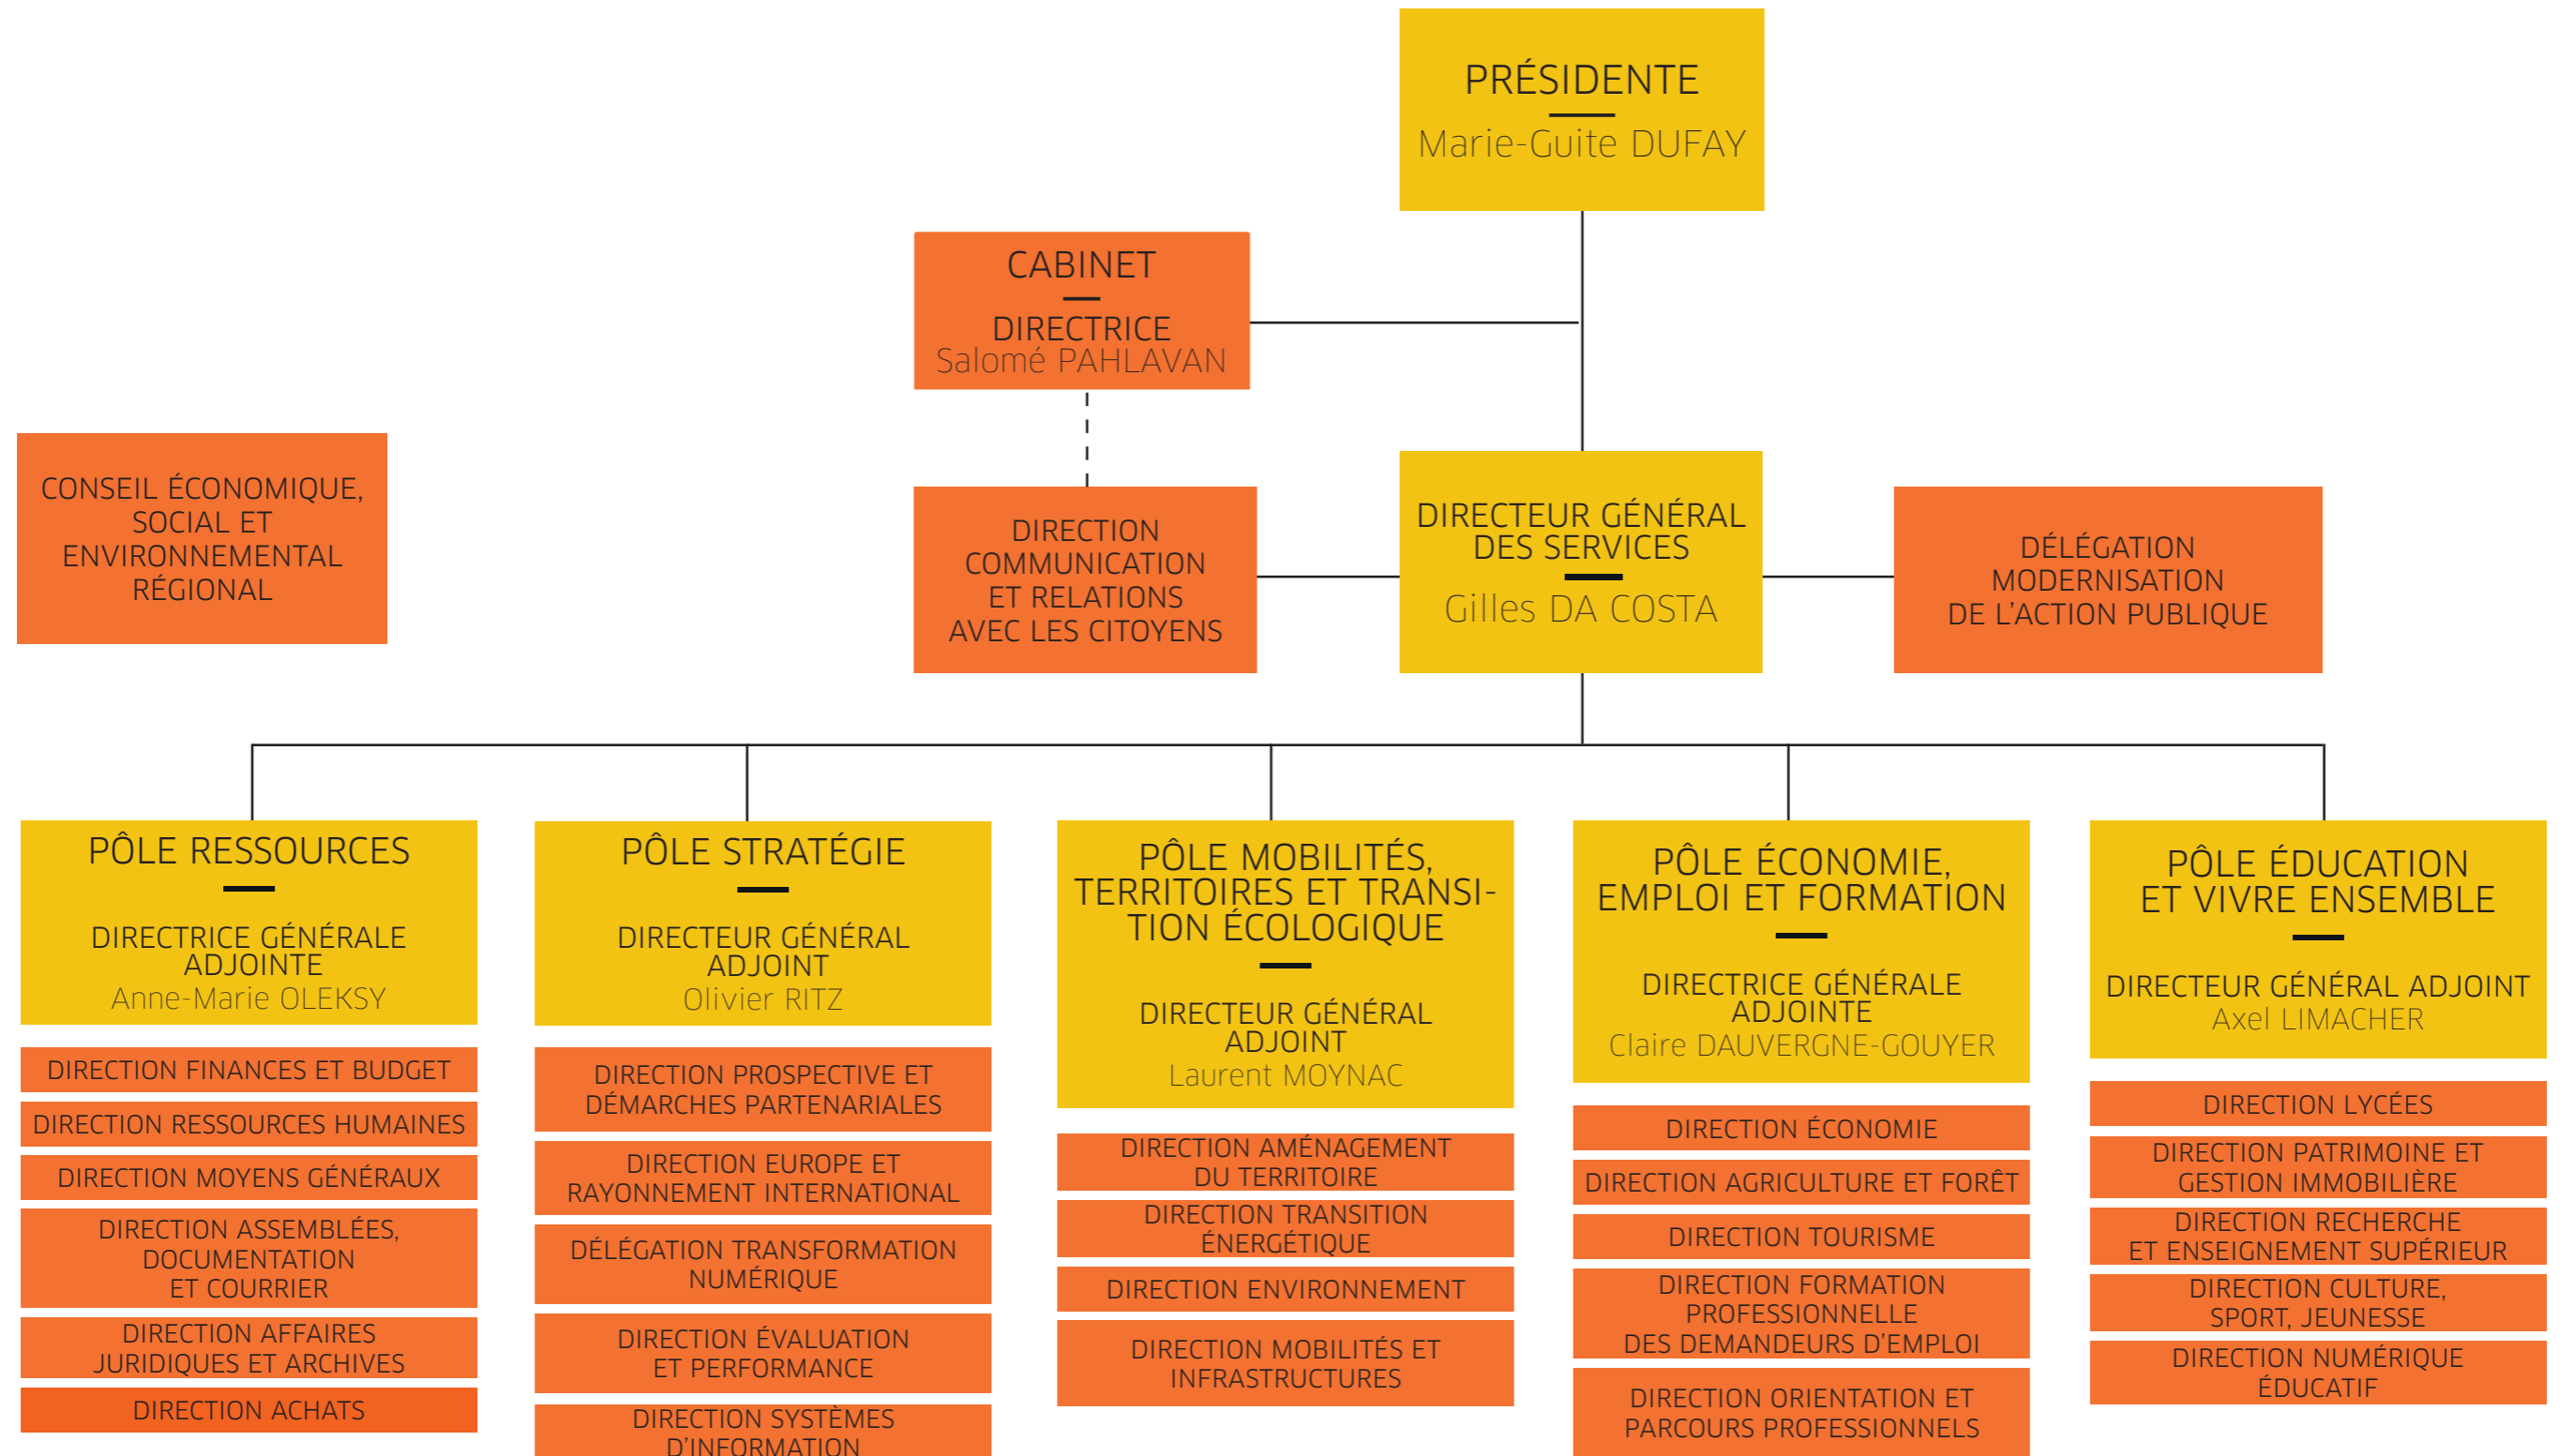 PRÉSIDENTE
Marie-Guite DUFAY
CABINET
DIRECTRICE
Salomé PAHLAVAN
CONSEIL ÉCONOMIQUE,
SOCIAL ET
ENVIRONNEMENTAL
RÉGIONAL
DIRECTION
COMMUNICATION
ET RELATIONS
AVEC LES CITOYENS
DIRECTEUR GÉNÉRAL
DES SERVICES
Gilles DA COSTA
DÉLÉGATION
MODERNISATION
DE L’ACTION PUBLIQUE
PÔLE RESSOURCES
DIRECTRICE GÉNÉRALE
ADJOINTE
Anne-Marie OLEKSY
DIRECTION FINANCES ET BUDGET
DIRECTION RESSOURCES HUMAINES
DIRECTION MOYENS GÉNÉRAUX
DIRECTION ASSEMBLÉES,
DOCUMENTATION
ET COURRIER
DIRECTION AFFAIRES
JURIDIQUES ET ARCHIVES
DIRECTION ACHATS
PÔLE STRATÉGIE
DIRECTEUR GÉNÉRAL
ADJOINT
Olivier RITZ
DIRECTION PROSPECTIVE ET
DÉMARCHES PARTENARIALES
DIRECTION EUROPE ET
RAYONNEMENT INTERNATIONAL
DÉLÉGATION TRANSFORMATION
NUMÉRIQUE
DIRECTION ÉVALUATION
ET PERFORMANCE
DIRECTION SYSTÈMES
D’INFORMATION
PÔLE MOBILITÉS,
TERRITOIRES ET TRANSI-
TION ÉCOLOGIQUE
DIRECTEUR GÉNÉRAL
ADJOINT
Laurent MOYNAC
DIRECTION AMÉNAGEMENT
DU TERRITOIRE
DIRECTION TRANSITION
ÉNERGÉTIQUE
DIRECTION ENVIRONNEMENT
DIRECTION MOBILITÉS ET
INFRASTRUCTURES
PÔLE ÉCONOMIE,
EMPLOI ET FORMATION
DIRECTRICE GÉNÉRALE
ADJOINTE
Claire DAUVERGNE-GOUYER
DIRECTION ÉCONOMIE
DIRECTION AGRICULTURE ET FORÊT
DIRECTION TOURISME
DIRECTION FORMATION
PROFESSIONNELLE
DES DEMANDEURS D’EMPLOI
DIRECTION ORIENTATION ET
PARCOURS PROFESSIONNELS
PÔLE ÉDUCATION
ET VIVRE ENSEMBLE
DIRECTEUR GÉNÉRAL ADJOINT
Axel LIMACHER
DIRECTION LYCÉES
DIRECTION PATRIMOINE ET
GESTION IMMOBILIÈRE
DIRECTION RECHERCHE
ET ENSEIGNEMENT SUPÉRIEUR
DIRECTION CULTURE,
SPORT, JEUNESSE
DIRECTION NUMÉRIQUE
ÉDUCATIF